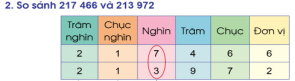 2. So sánh 217 466 và 213 972
Trăm nghìn Chục nghìn Nghìn Trăm Chục Đơn vị
2 1 7 4 6 6
2 1 3 9 7 2